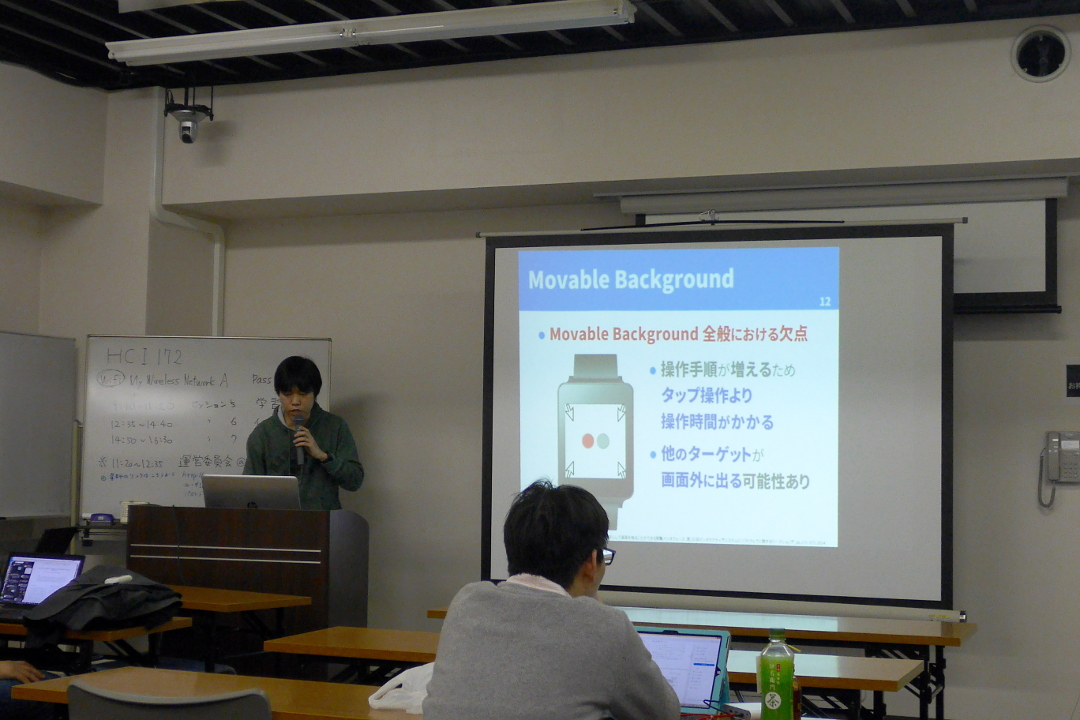 Movable Background
12
Movable Background 全般における欠点
操作手順が増えるため
タップ操作より
操作時間がかかる
他のターゲットが
画面外に出る可能性あり
HCI 172
Wi-Fi My Wireless Network A Pass
セッション5 学
12:35~14:40 6
14:50~ 7
※ 11:20~12:35 運営委員会@
茶